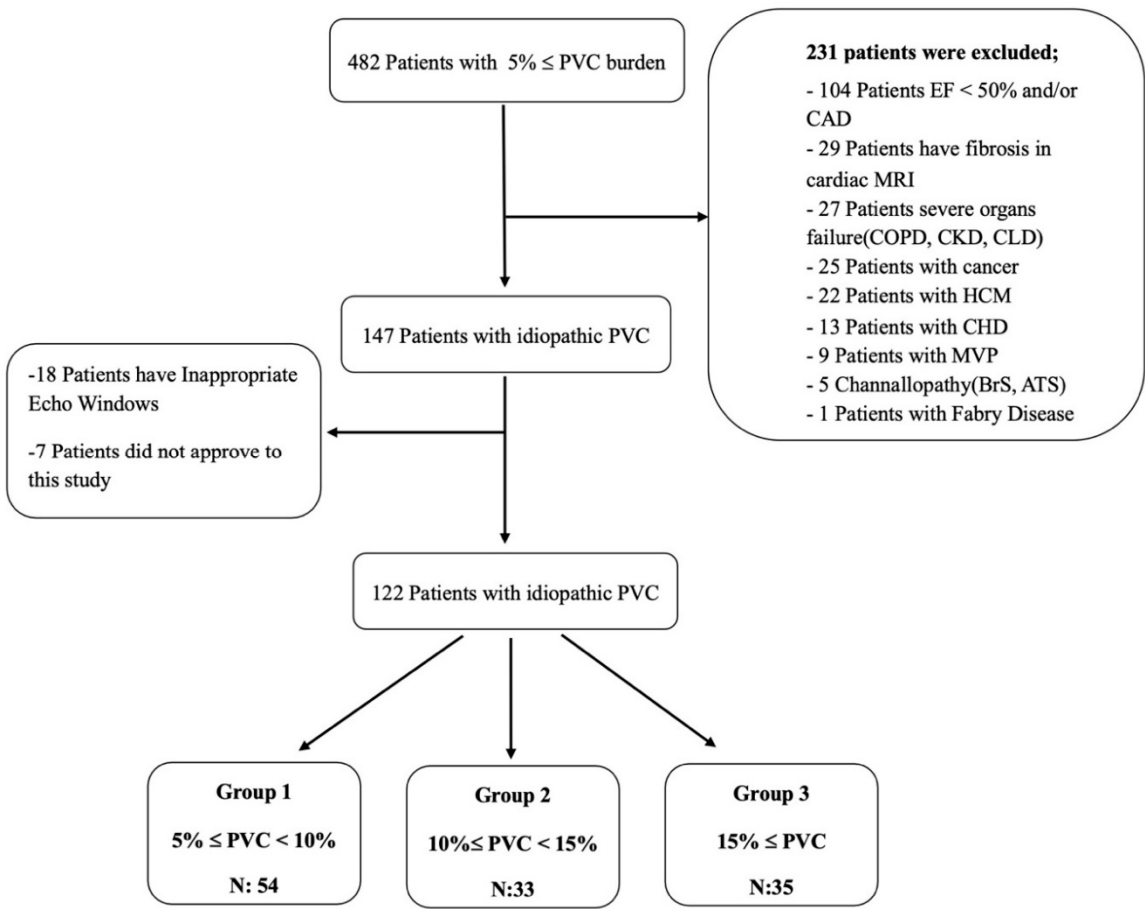 482 Patients with 5% ≤ PVC burden
231 patients were excluded;
- 104 Patients EF < 50% and/or
CAD
- 29 Patients have fibrosis in
cardiac MRI
- 27 Patients severe organs
failure(COPD, CKD, CLD)
- 25 Patients with cancer
- 22 Patients with HCM
- 13 Patients with CHD
- 9 Patients with MVP
- 5 Channallopathy(BrS, ATS)
- 1 Patients with Fabry Disease
147 Patients with idiopathic PVC
-18 Patients have Inappropriate
Echo Windows
-7 Patients did not approve to
this study
122 Patients with idiopathic PVC
Group 1
5% ≤ PVC < 10%
N: 54
Group 2
10%≤ PVC < 15%
N:33
Group 3
15% ≤ PVC
N:35